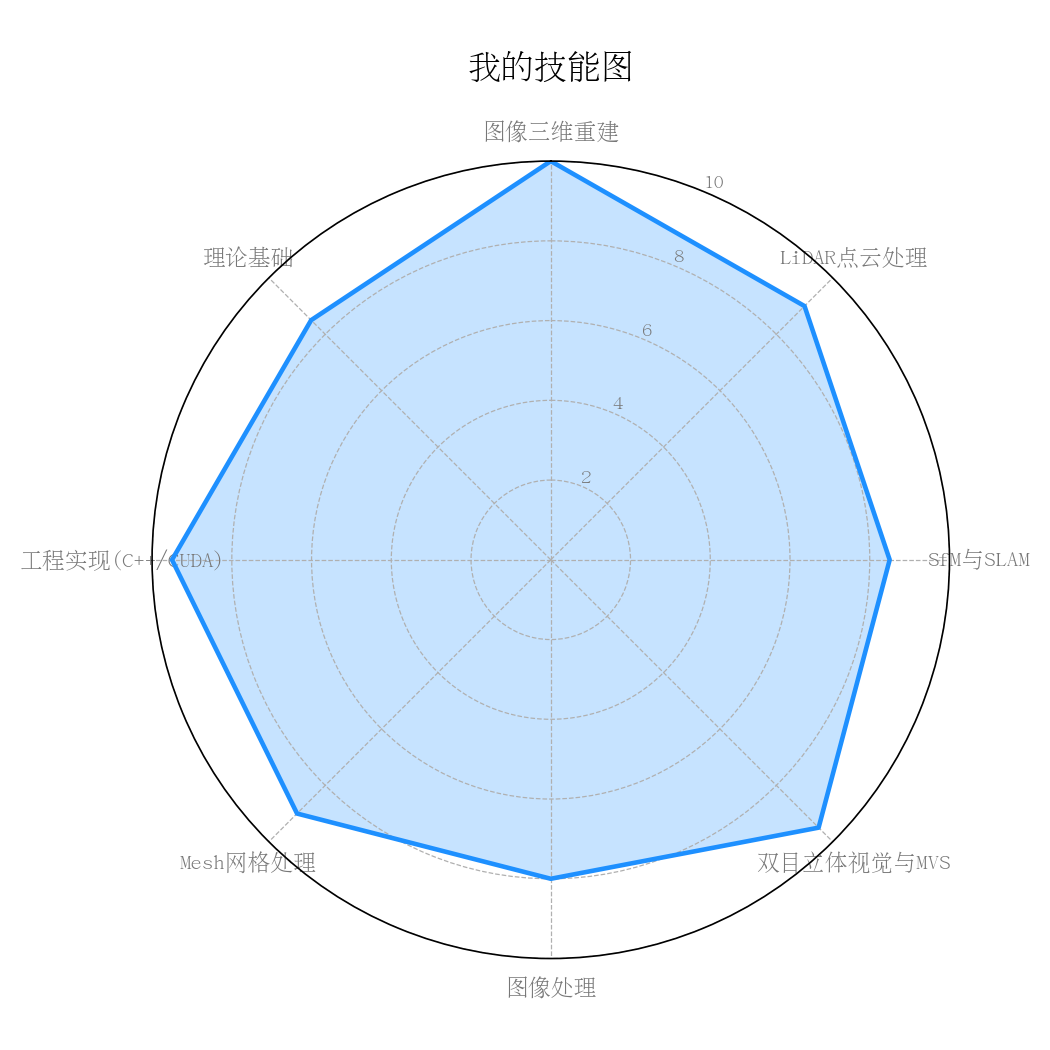 我的技能图
图像三维重建
10
理论基础
LiDAR点云处理
8
6
4
2
工程实现(C++/CUDA)
SfM与SLAM
Mesh网格处理
双目立体视觉与MVS
图像处理